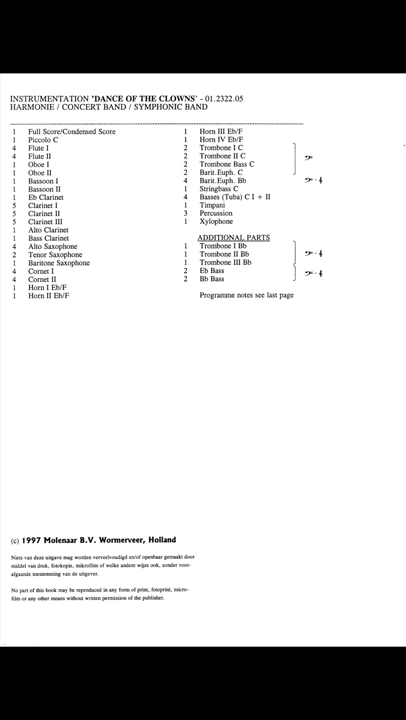 INSTRUMENTATION 'DANCE OF THE CLOWNS' - 01.2322.05
HARMONIE / CONCERT BAND / SYMPHONIC BAND
1 Full Score/Condensed Score
1 Piccolo C
4 Flute I
4 Flute II
1 Oboe I
1 Oboe II
1 Bassoon I
1 Bassoon II
1 Eb Clarinet
5 Clarinet I
5 Clarinet II
5 Clarinet III
1 Alto Clarinet
1 Bass Clarinet
4 Alto Saxophone
2 Tenor Saxophone
1 Baritone Saxophone
4 Cornet I
4 Cornet II
1 Horn I Eb/F
1 Horn II Eb/F
1 Horn III Eb/F
1 Horn IV Eb/F
2 Trombone I C
2 Trombone II C
2 Trombone Bass C
2 Barit.Euph. C
4 Barit.Euph. Bb
1 Stringbass C
4 Basses (Tuba) C I + II
1 Timpani
3 Percussion
1 Xylophone
ADDITIONAL PARTS
1 Trombone I Bb
1 Trombone II Bb
1 Trombone III Bb
2 Eb Bass
2 Bb Bass
Programme notes see last page
(c) 1997 Molenaar B.V. Wormerveer, Holland
Niets van deze uitgave mag worden verveelvoudigd en/of openbaar gemaakt door
middel van druk, fotokopie, mikrofilm of welke andere wijze ook, zonder voor-
afgaande toestemming van de uitgever.
No part of this book may be reproduced in any form of print, fotoprint, micro-
film or any other means without written permission of the publisher.